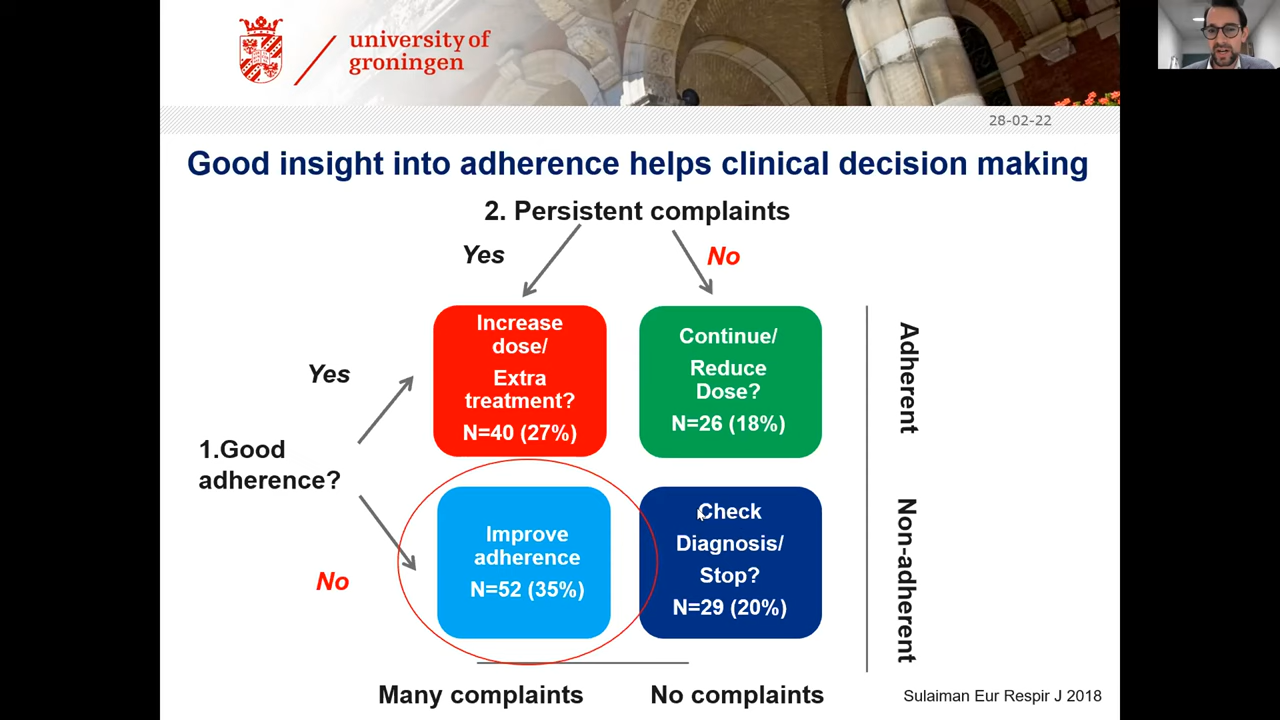 university of
groningen
28-02-22
Good insight into adherence helps clinical decision making
2. Persistent complaints
Yes
No
Increase
dose/
Extra
treatment?
N=40 (27%)
Continue/
Reduce
Dose?
N=26 (18%)
Adherent
Yes
1.Good
adherence?
No
Improve
adherence
N=52 (35%)
Check
Diagnosis/
Stop?
N=29 (20%)
Non-adherent
Many complaints
No complaints
Sulaiman Eur Respir J 2018